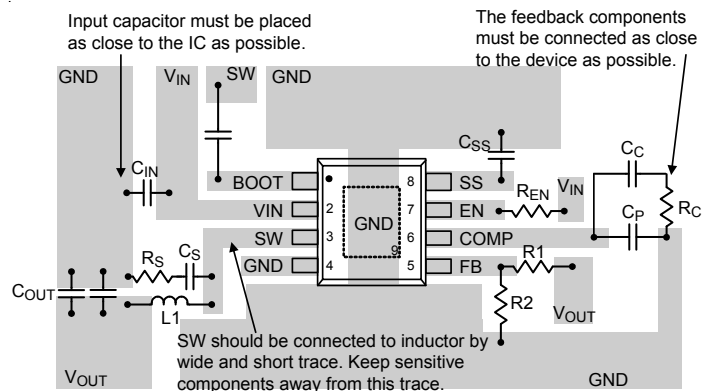 Input capacitor must be placed
as close to the IC as possible.
The feedback components
must be connected as close
to the device as possible.
GND
VIN
SW
GND
CSS
CC
CIN
BOOT
8
SS
REN
VIN
RC
VIN
2
GND
7
EN
CP
SW
3
6
COMP
9
RS
CS
GND
4
5
FB
R1
COUT
L1
R2
VOUT
SW should be connected to inductor by
wide and short trace. Keep sensitive
components away from this trace.
VOUT
GND